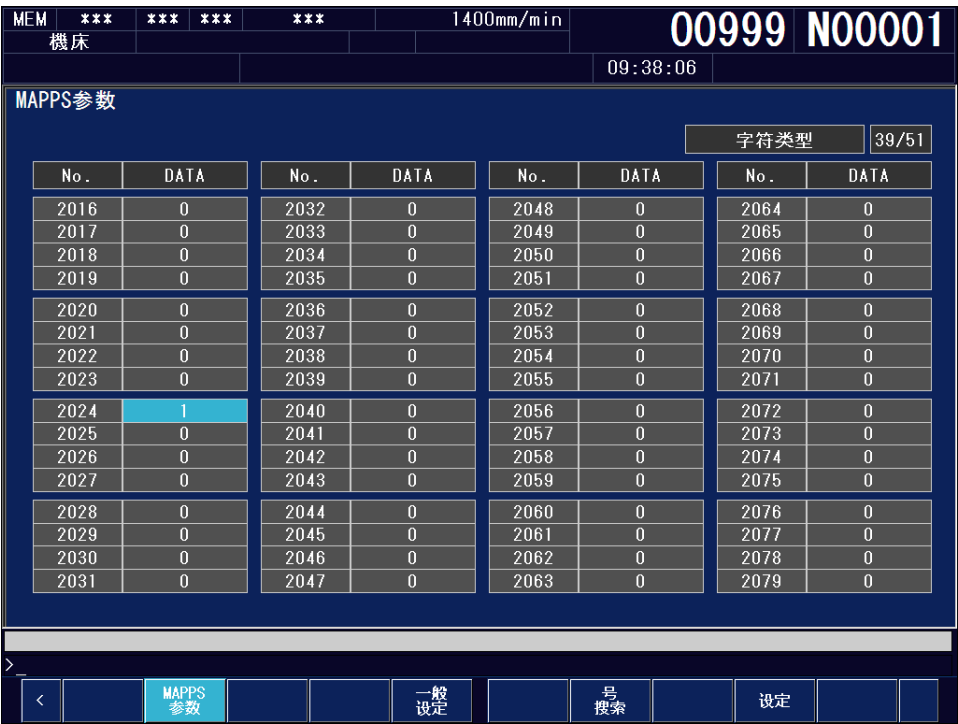 MEM *** *** *** *** 1400mm/min O0999 N00001
機床
09:38:06
MAPPS参数
字符类型 39/51
No. DATA No. DATA No. DATA No. DATA
2016 0 2032 0 2048 0 2064 0
2017 0 2033 0 2049 0 2065 0
2018 0 2034 0 2050 0 2066 0
2019 0 2035 0 2051 0 2067 0
2020 0 2036 0 2052 0 2068 0
2021 0 2037 0 2053 0 2069 0
2022 0 2038 0 2054 0 2070 0
2023 0 2039 0 2055 0 2071 0
2024 1 2040 0 2056 0 2072 0
2025 0 2041 0 2057 0 2073 0
2026 0 2042 0 2058 0 2074 0
2027 0 2043 0 2059 0 2075 0
2028 0 2044 0 2060 0 2076 0
2029 0 2045 0 2061 0 2077 0
2030 0 2046 0 2062 0 2078 0
2031 0 2047 0 2063 0 2079 0
>_
< MAPPS 一般 号 设定
参数 设定 搜索